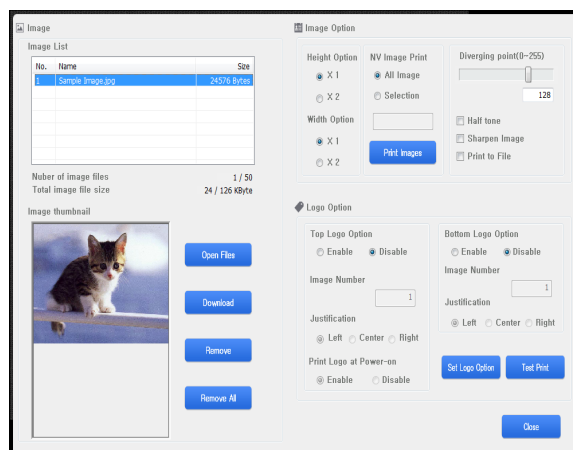 Image
Image List
No. Name Size
1 Sample Image.jpg 24576 Bytes
Nuber of image files 1 / 50
Total image file size 24 / 126 KByte
Image thumbnail
Open Files
Download
Remove
Remove All
Image Option
Height Option
X 1
X 2
Width Option
X 1
X 2
NV Image Print
All Image
Selection
Print Images
Diverging point(0~255)
128
Half tone
Sharpen Image
Print to File
Logo Option
Top Logo Option
Enable Disable
Image Number
1
Justification
Left Center Right
Print Logo at Power-on
Enable Disable
Bottom Logo Option
Enable Disable
Image Number
1
Justification
Left Center Right
Set Logo Option Test Print
Close